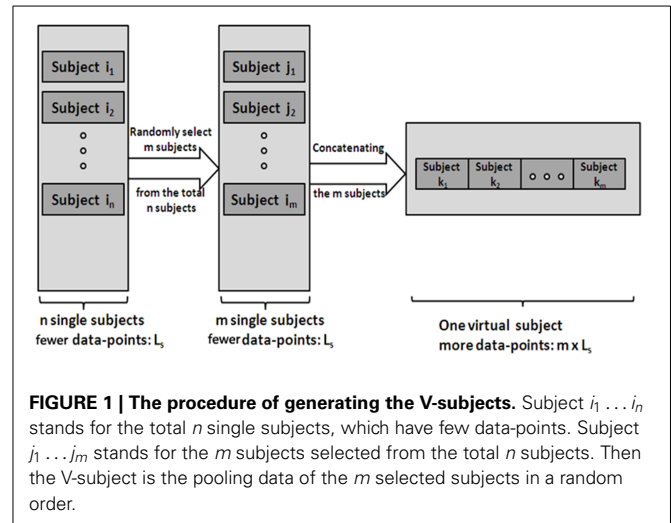 Subject i₁
Subject i₂
Subject iₙ
Randomly select
m subjects
from the total
n subjects
Subject j₁
Subject j₂
Subject iₘ
Concatenating
the m subjects
Subject
k₁
Subject
k₂
Subject
kₘ
n single subjects
fewer data-points: Lₛ
m single subjects
fewer data-points: Lₛ
One virtual subject
more data-points: m x Lₛ
FIGURE 1 | The procedure of generating the V-subjects. Subject i₁ … iₙ
stands for the total n single subjects, which have few data-points. Subject
j₁ … jₘ stands for the m subjects selected from the total n subjects. Then
the V-subject is the pooling data of the m selected subjects in a random
order.